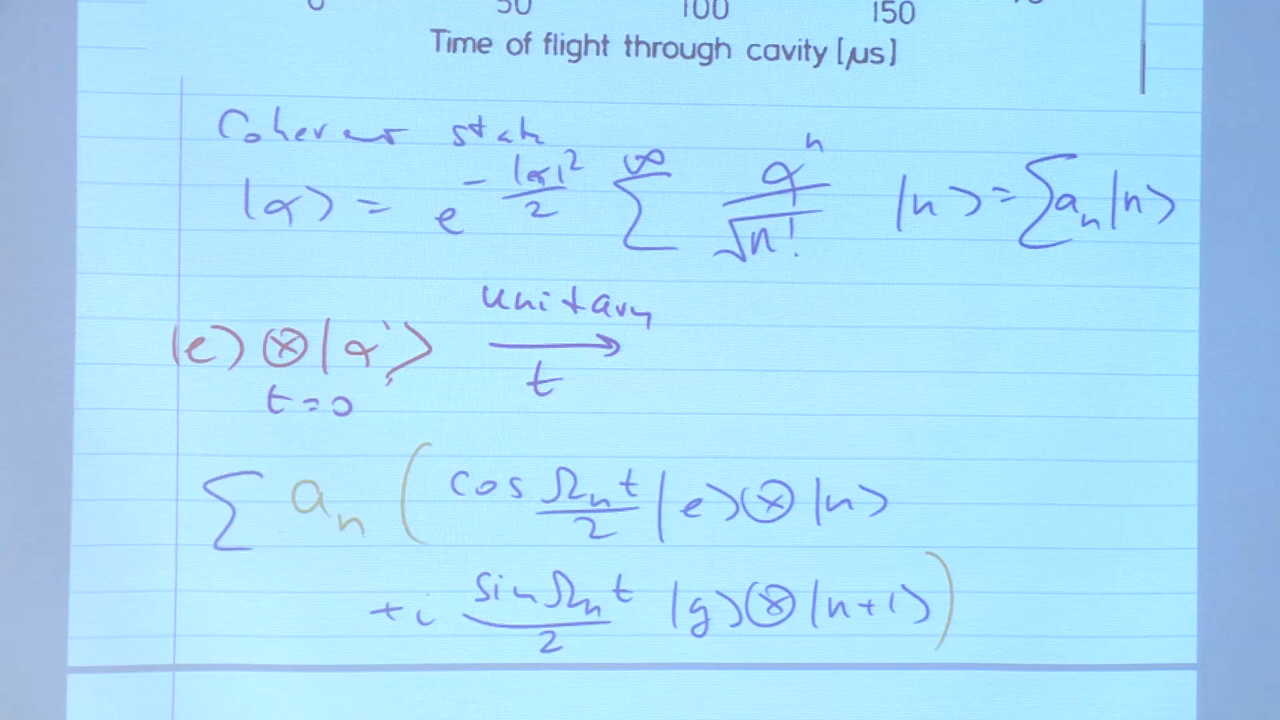 0 50 100 150
Time of flight through cavity [μs]
Coherent state
|α> = e^{-|α|²/2} ∑^∞ αⁿ/√n! |n> = ∑ aₙ|n>
|e> ⊗ |α> unitary → t
t = 0
∑ aₙ ( cos Ωₙt/2 |e> ⊗ |n>
+ i sin Ωₙt/2 |g> ⊗ |n+1> )